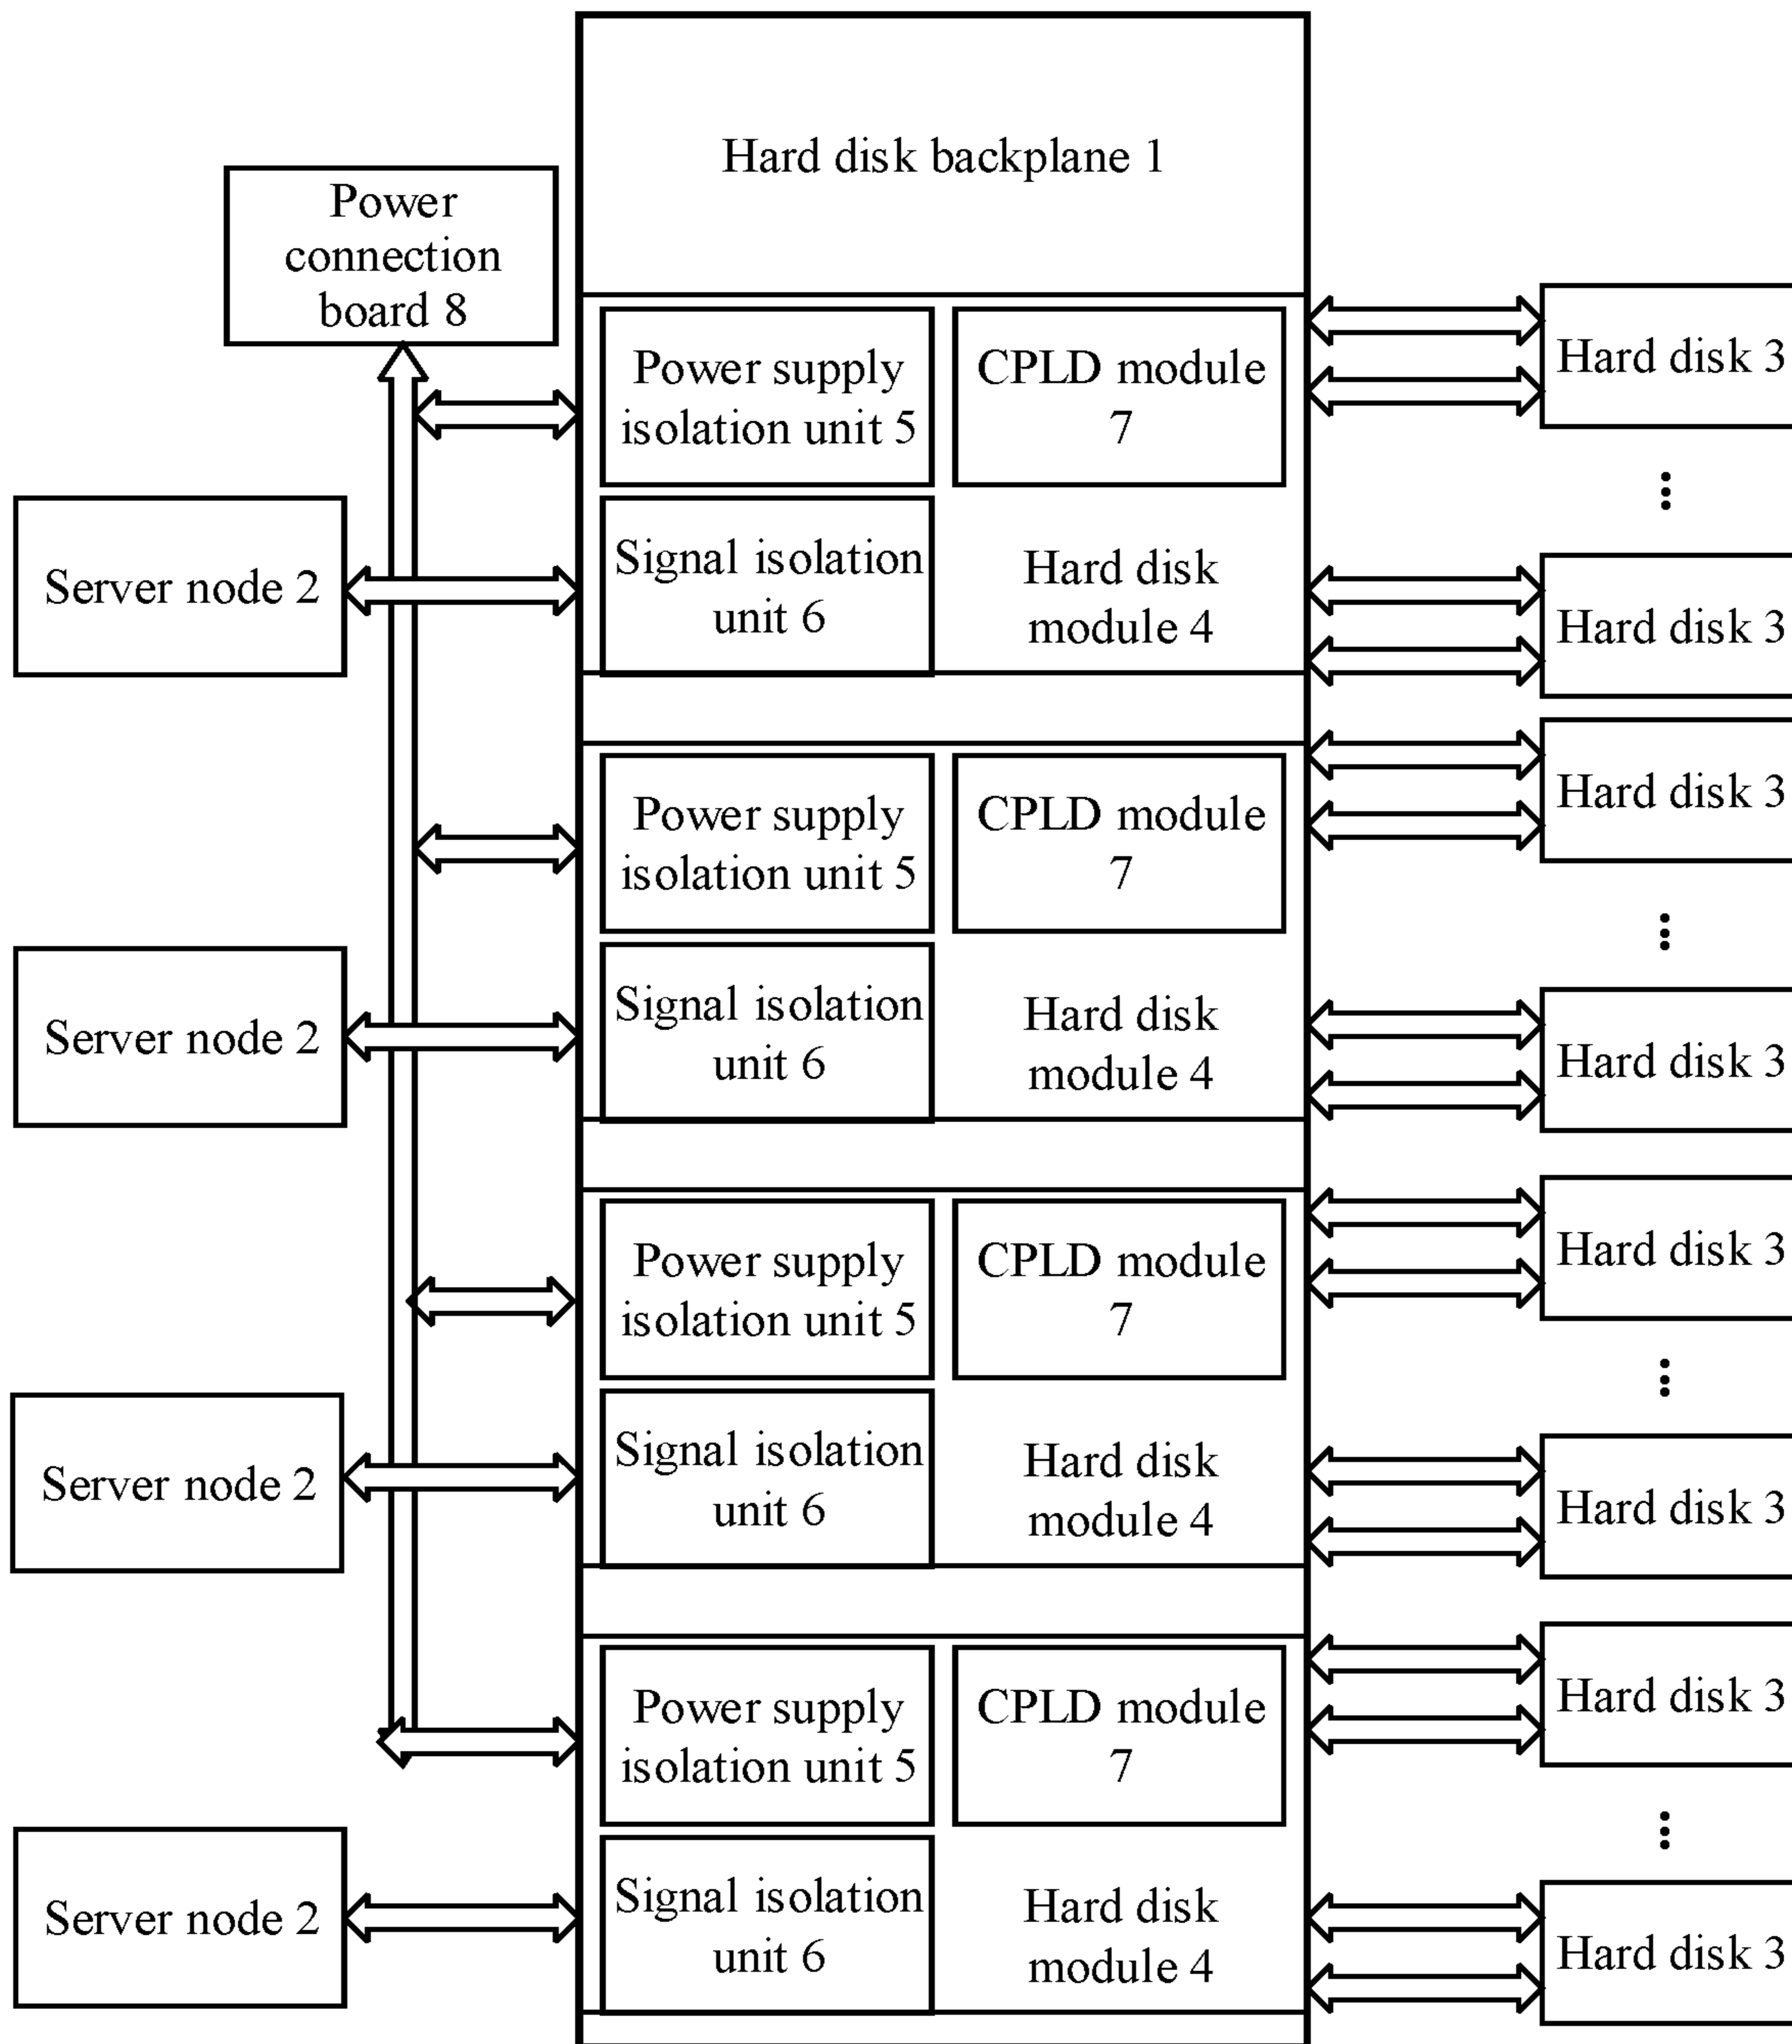 Hard disk backplane 1
Power
connection
board 8
Power supply
isolation unit 5
CPLD module
7
Hard disk 3
Server node 2
Signal isolation
unit 6
Hard disk
module 4
Hard disk 3
Power supply
isolation unit 5
CPLD module
7
Hard disk 3
Server node 2
Signal isolation
unit 6
Hard disk
module 4
Hard disk 3
Power supply
isolation unit 5
CPLD module
7
Hard disk 3
Server node 2
Signal isolation
unit 6
Hard disk
module 4
Hard disk 3
Power supply
isolation unit 5
CPLD module
7
Hard disk 3
Server node 2
Signal isolation
unit 6
Hard disk
module 4
Hard disk 3